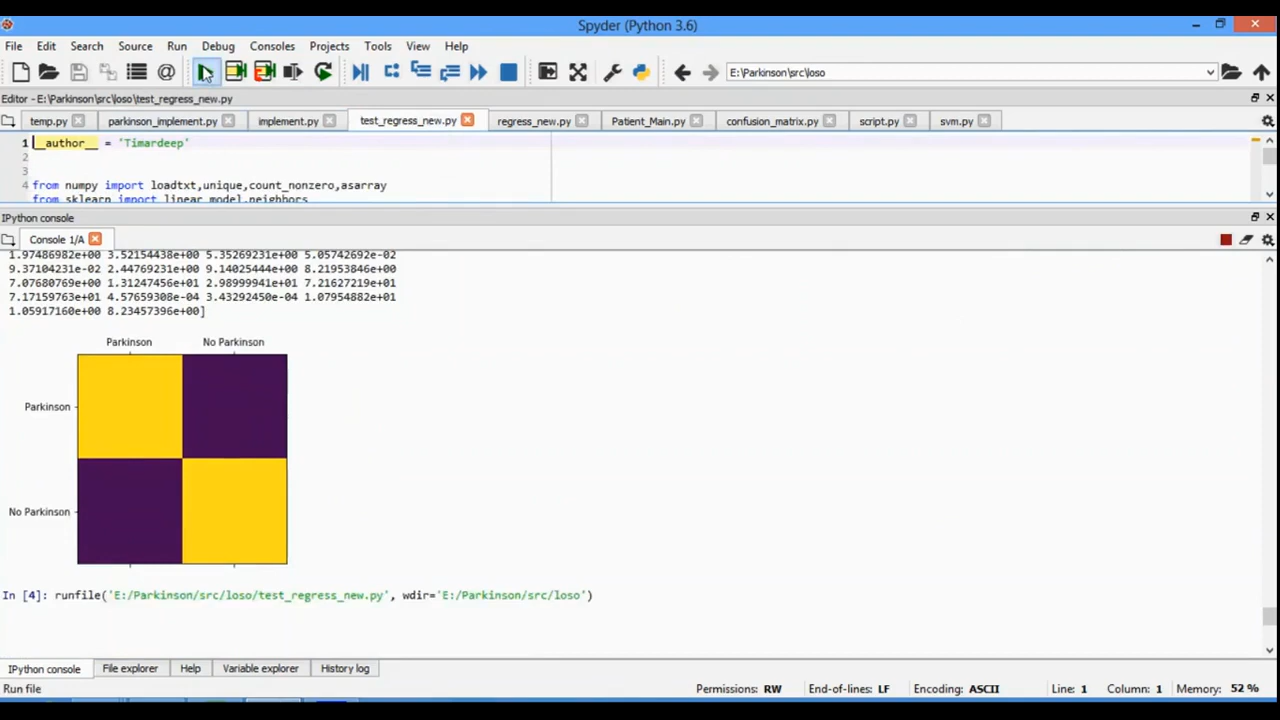 Spyder (Python 3.6)
File Edit Search Source Run Debug Consoles Projects Tools View Help
E:\Parkinson\src\loso
Editor - E:\Parkinson\src\loso\test_regress_new.py
temp.py parkinson_implement.py implement.py test_regress_new.py regress_new.py Patient_Main.py confusion_matrix.py script.py svm.py
1 __author__ = 'Timardeep'
2
3
4 from numpy import loadtxt,unique,count_nonzero,asarray
from sklearn import linear_model,neighbors
IPython console
Console 1/A
1.97486982e+00 3.52154438e+00 5.35269231e+00 5.05742692e-02
9.37104231e-02 2.44769231e+00 9.14025444e+00 8.21953846e+00
7.07680769e+00 1.31247456e+01 2.98999941e+01 7.21627219e+01
7.17159763e+01 4.57659308e-04 3.43292450e-04 1.07954882e+01
1.05917160e+00 8.23457396e+00]
Parkinson No Parkinson
Parkinson
No Parkinson
In [4]: runfile('E:/Parkinson/src/loso/test_regress_new.py', wdir='E:/Parkinson/src/loso')
IPython console File explorer Help Variable explorer History log
Run file Permissions: RW End-of-lines: LF Encoding: ASCII Line: 1 Column: 1 Memory: 52 %